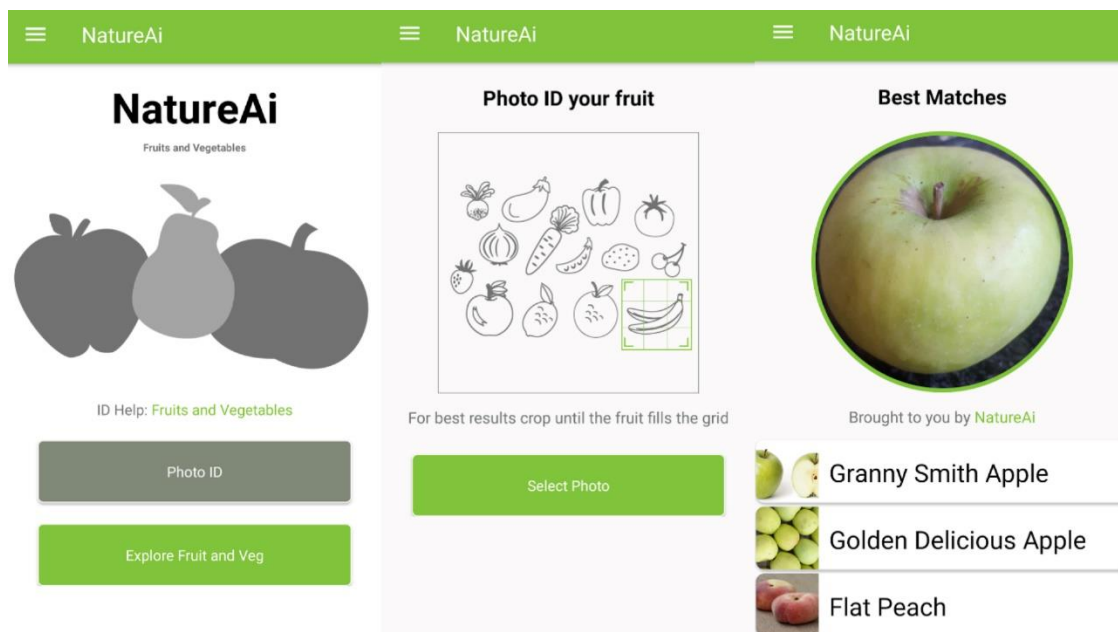 NatureAi
NatureAi
Fruits and Vegetables
ID Help: Fruits and Vegetables
Photo ID
Explore Fruit and Veg
NatureAi
Photo ID your fruit
For best results crop until the fruit fills the grid
Select Photo
NatureAi
Best Matches
Brought to you by NatureAi
Granny Smith Apple
Golden Delicious Apple
Flat Peach